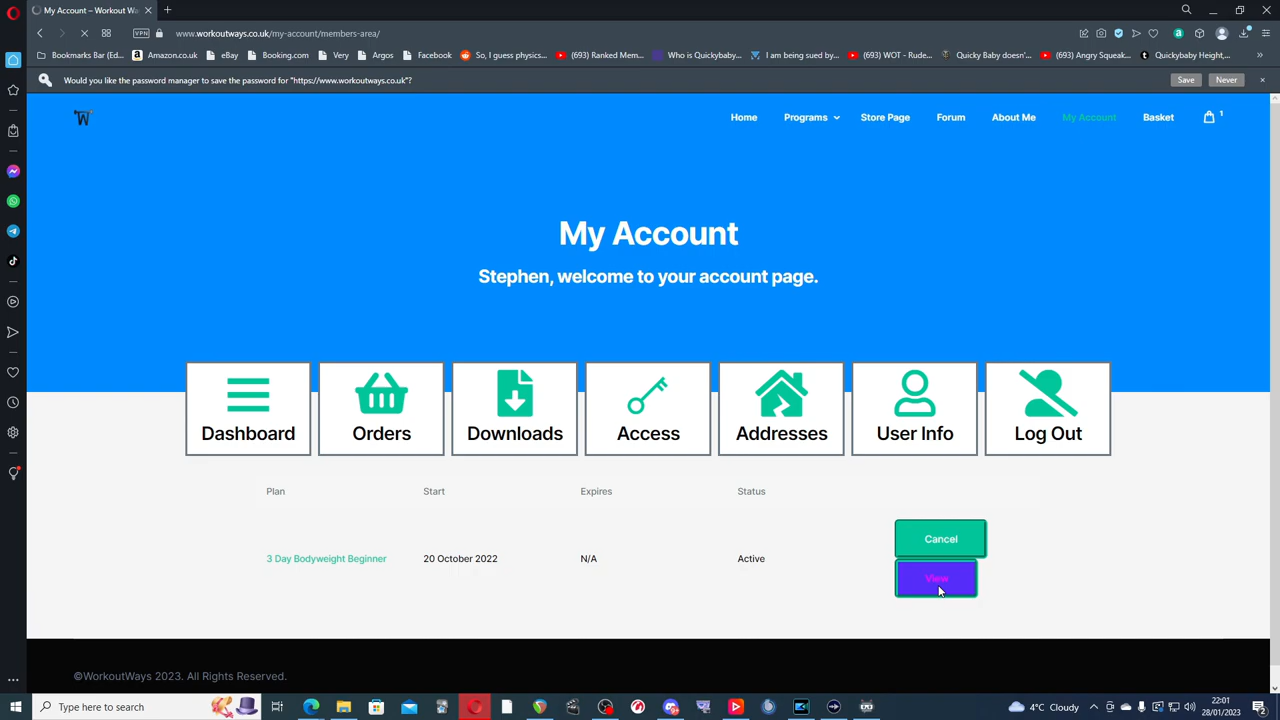 My Account – Workout Wa
VPN
www.workoutways.co.uk/my-account/members-area/
Bookmarks Bar (Ed... Amazon.co.uk eBay Booking.com Very Argos Facebook So, I guess physics... (693) Ranked Mem... Who is Quickybaby... I am being sued by... (693) WOT - Rude... Quicky Baby doesn'... (693) Angry Squeak... Quickybaby Height,...
Would you like the password manager to save the password for "https://www.workoutways.co.uk"?
Save Never
W Home Programs Store Page Forum About Me My Account Basket 1
My Account
Stephen, welcome to your account page.
Dashboard Orders Downloads Access Addresses User Info Log Out
Plan Start Expires Status
Cancel
3 Day Bodyweight Beginner 20 October 2022 N/A Active
View
©WorkoutWays 2023. All Rights Reserved.
Type here to search
4°C Cloudy
22:01
28/01/2023
2